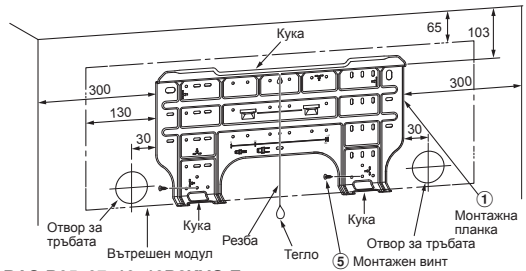 65
103
Кука
300
300
130
30
30
Отвор за
тръбата
Вътрешен модул
Кука
Резба
Тегло
⑤ Монтажен винт
Кука
Отвор за тръбата
① Монтажна
планка